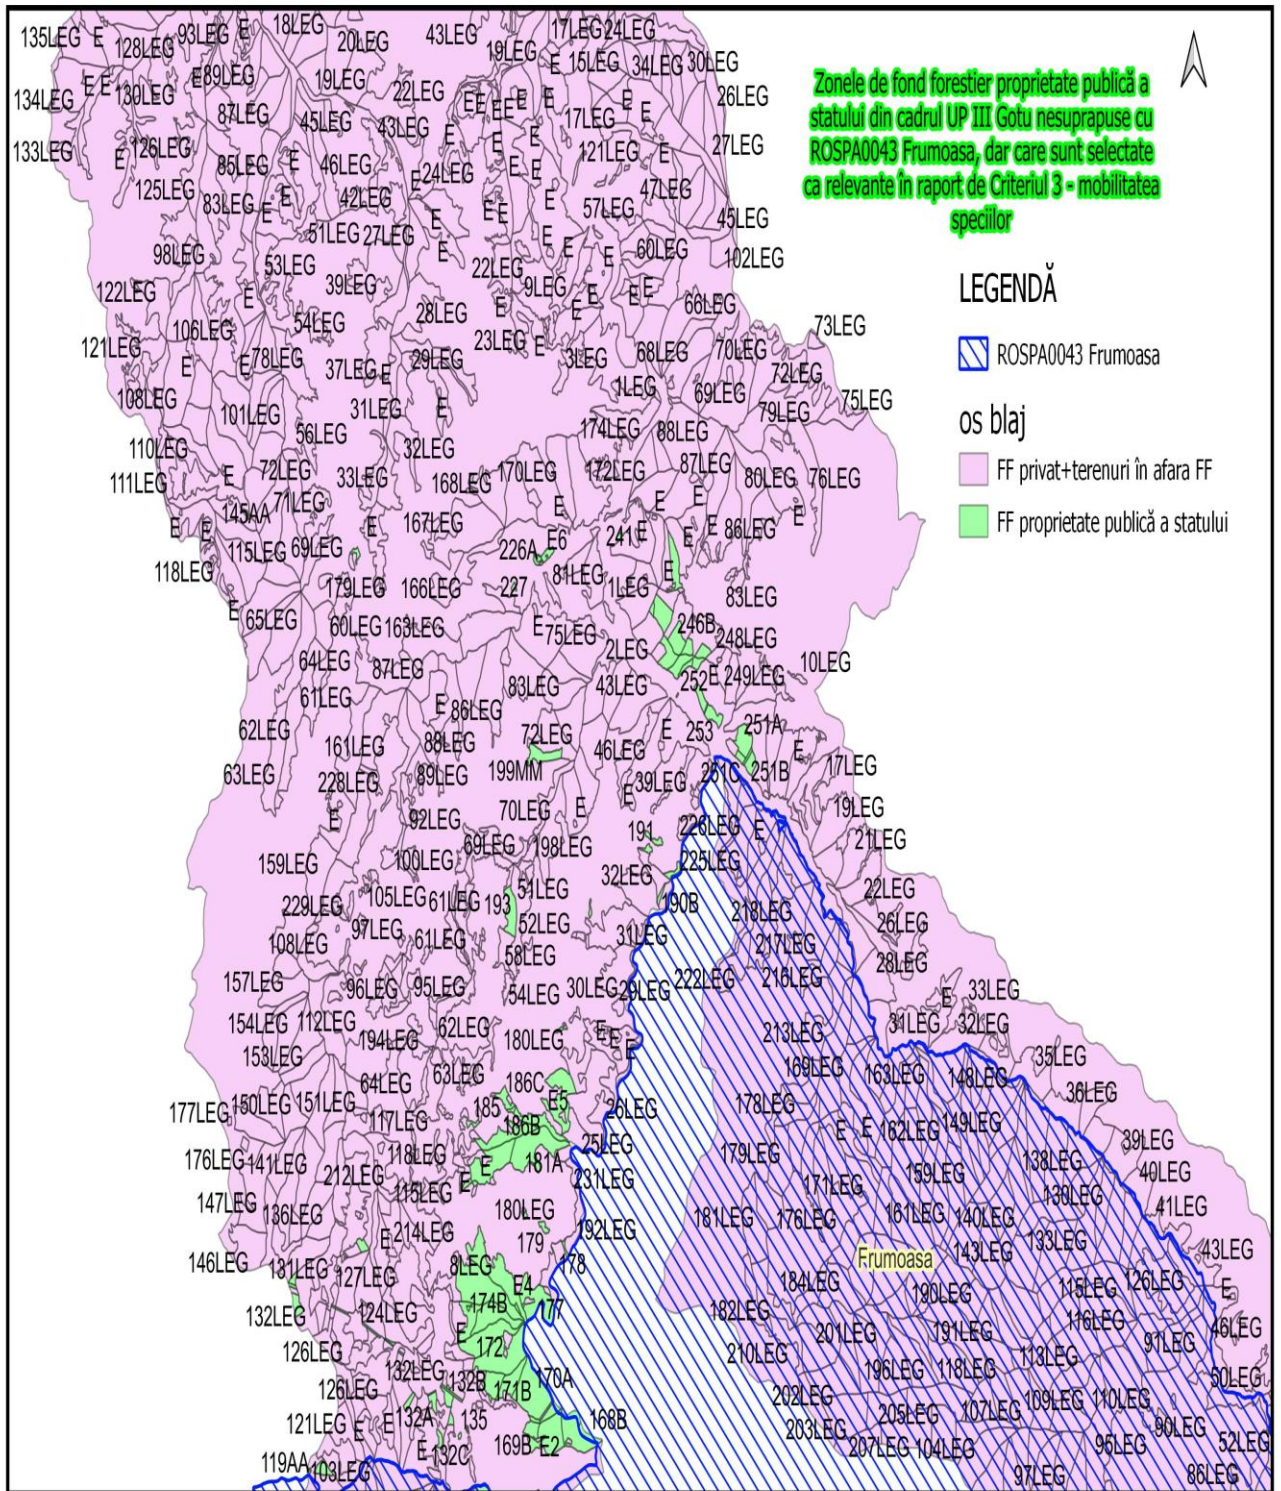 Zonele de fond forestier proprietate publică a
statului din cadrul UP III Gotu nesuprapuse cu
ROSPA0043 Frumoasa, dar care sunt selectate
ca relevante în raport de Criteriul 3 - mobilitatea
speciilor
LEGENDĂ
ROSPA0043 Frumoasa
os blaj
FF privat+terenuri în afara FF
FF proprietate publică a statului
135LEG E 128LEG 93LEG E 18LEG 20LEG 43LEG 19LEG 17LEG 24LEG
E 15LEG 34LEG 30LEG
134LEG E E 130LEG E 89LEG 19LEG 22LEG E E E E E E E 26LEG
87LEG 45LEG 43LEG E 17LEG E
133LEG E 126LEG 85LEG E 46LEG 24LEG E E 121LEG E 27LEG
125LEG 83LEG E E 42LEG E E E 47LEG
51LEG 27LEG E E E E 57LEG 45LEG
98LEG 53LEG E E E E 60LEG 102LEG
122LEG E 39LEG 22LEG 9LEG E E E 66LEG
106LEG 54LEG 28LEG E E 73LEG
121LEG E E 78LEG 37LEG E 29LEG 23LEG E 3LEG 68LEG 70LEG 72LEG
108LEG 101LEG 31LEG E 1LEG 69LEG 79LEG 75LEG
110LEG 56LEG 32LEG 174LEG 88LEG
111LEG E 72LEG 33LEG 168LEG 170LEG 172LEG 87LEG 80LEG 76LEG
145AA 71LEG E 167LEG E E E E
E E 115LEG 69LEG 226A E6 241 E E E 86LEG
118LEG 179LEG 166LEG 227 81LEG 1LEG E 83LEG
E 65LEG 60LEG 163LEG E 75LEG 246B 248LEG
64LEG 87LEG 2LEG 10LEG
61LEG E 86LEG 83LEG 43LEG 252 E 249LEG
62LEG 161LEG 88LEG 72LEG 46LEG E 253 251A E
63LEG 228LEG 89LEG 199MM 39LEG 251C 251B 17LEG
E 92LEG 70LEG E E 226LEG E 19LEG
159LEG 100LEG 69LEG 198LEG 191 225LEG 21LEG
229LEG 105LEG 61LEG 193 51LEG 32LEG 190B 22LEG
108LEG 97LEG 61LEG 52LEG 31LEG 218LEG 26LEG
58LEG 217LEG
157LEG 96LEG 95LEG 54LEG 30LEG 29LEG 222LEG 216LEG 28LEG
E 33LEG
154LEG 112LEG 62LEG 180LEG E E E 213LEG 31LEG 32LEG
153LEG 194LEG 169LEG 163LEG 148LEG 35LEG
64LEG 63LEG 186C 36LEG
177LEG 150LEG 151LEG 117LEG 185 186B E5 26LEG 178LEG E E 162LEG 149LEG
176LEG 141LEG 212LEG 118LEG E 181A 25LEG 179LEG 138LEG 39LEG
147LEG 136LEG 115LEG E 180LEG 231LEG 171LEG 159LEG 130LEG 40LEG
E 214LEG 179 192LEG 181LEG 176LEG 161LEG 140LEG 133LEG 41LEG
146LEG 131LEG 127LEG 8LEG 178 Frumoasa 143LEG 43LEG
132LEG 124LEG 174B E4 177 184LEG 190LEG 115LEG 126LEG E
126LEG E 172 182LEG 201LEG 191LEG 116LEG 91LEG 46LEG
126LEG 132LEG 132B 171B 170A 210LEG 196LEG 118LEG 113LEG 50LEG
121LEG E E 132A 135 168B 202LEG 205LEG 107LEG 109LEG 110LEG
119AA 103LEG E 132C 169B E2 203LEG 207LEG 104LEG 95LEG 90LEG 52LEG
97LEG 86LEG